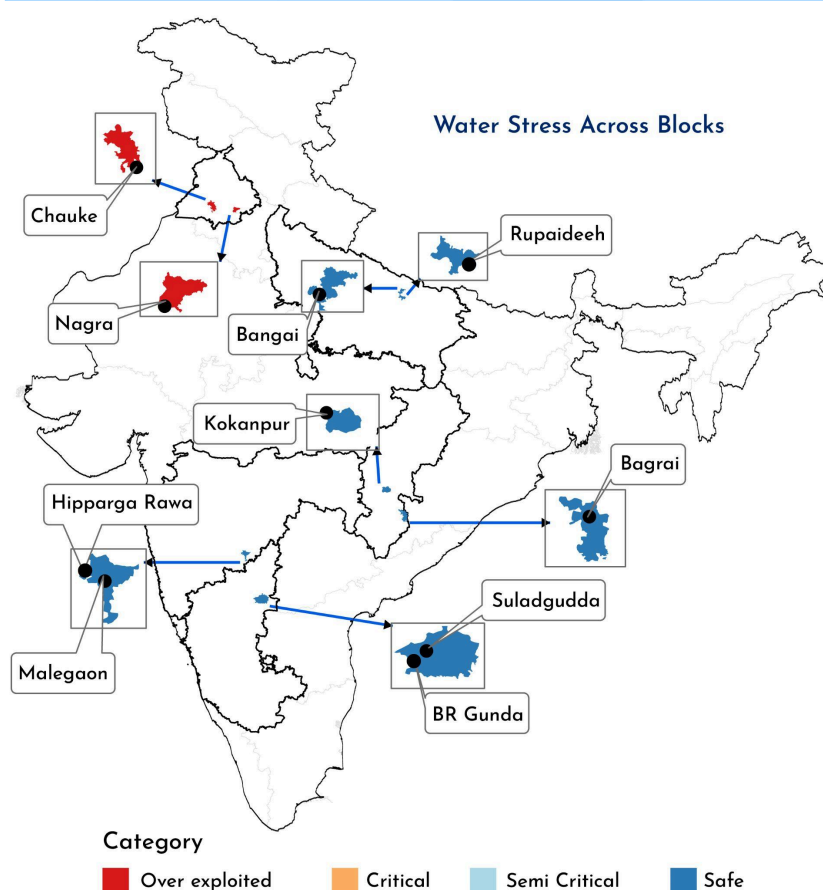 Water Stress Across Blocks
Chauke
Rupaideeh
Nagra
Bangai
Kokanpur
Bagrai
Hipparga Rawa
Suladgudda
Malegaon
BR Gunda
Category
Over exploited
Critical
Semi Critical
Safe